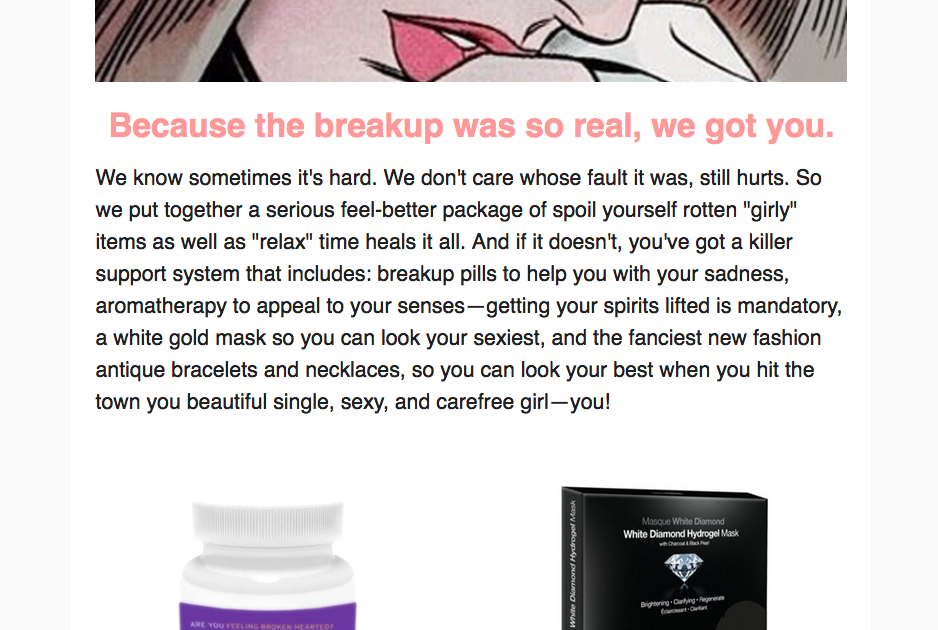 Because the breakup was so real, we got you.
We know sometimes it's hard. We don't care whose fault it was, still hurts. So
we put together a serious feel-better package of spoil yourself rotten "girly"
items as well as "relax" time heals it all. And if it doesn't, you've got a killer
support system that includes: breakup pills to help you with your sadness,
aromatherapy to appeal to your senses—getting your spirits lifted is mandatory,
a white gold mask so you can look your sexiest, and the fanciest new fashion
antique bracelets and necklaces, so you can look your best when you hit the
town you beautiful single, sexy, and carefree girl—you!
ARE YOU FEELING BROKEN HEARTED?
White Diamond Hydrogel Mask
Masque White Diamond
White Diamond Hydrogel Mask
with Charcoal & Black Pearl
Brightening • Clarifying • Regenerate
Éclaircissant • Clarifiant